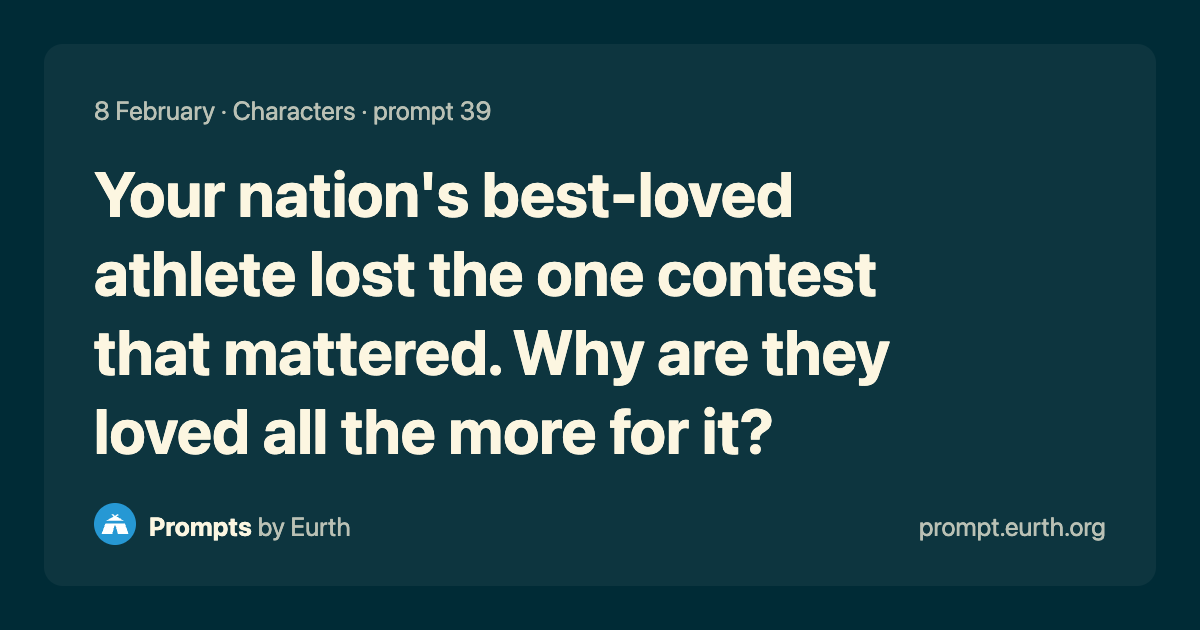 8 February · Characters · prompt 39
Your nation's best-loved
athlete lost the one contest
that mattered. Why are they
loved all the more for it?
Prompts by Eurth
prompt.eurth.org